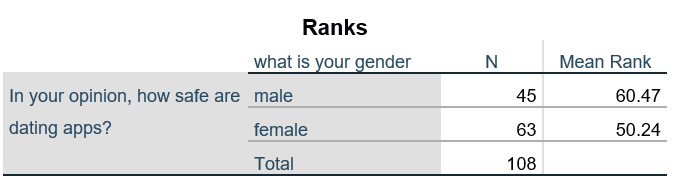 Ranks
what is your gender N Mean Rank
In your opinion, how safe are male 45 60.47
dating apps? female 63 50.24
Total 108